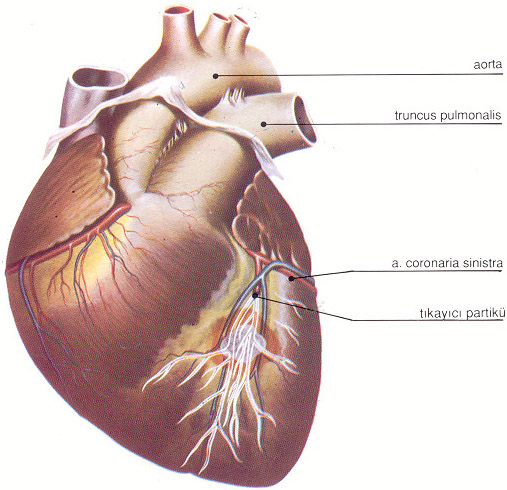 aorta
truncus pulmonalis
a. coronaria sinistra
tıkayıcı partikü